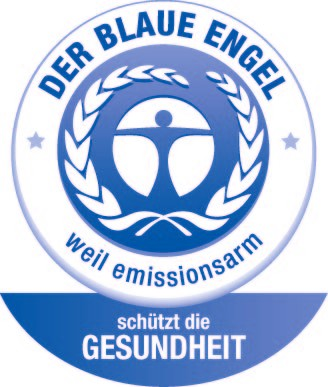 DER BLAUE ENGEL
weil emissionsarm
schützt die
GESUNDHEIT